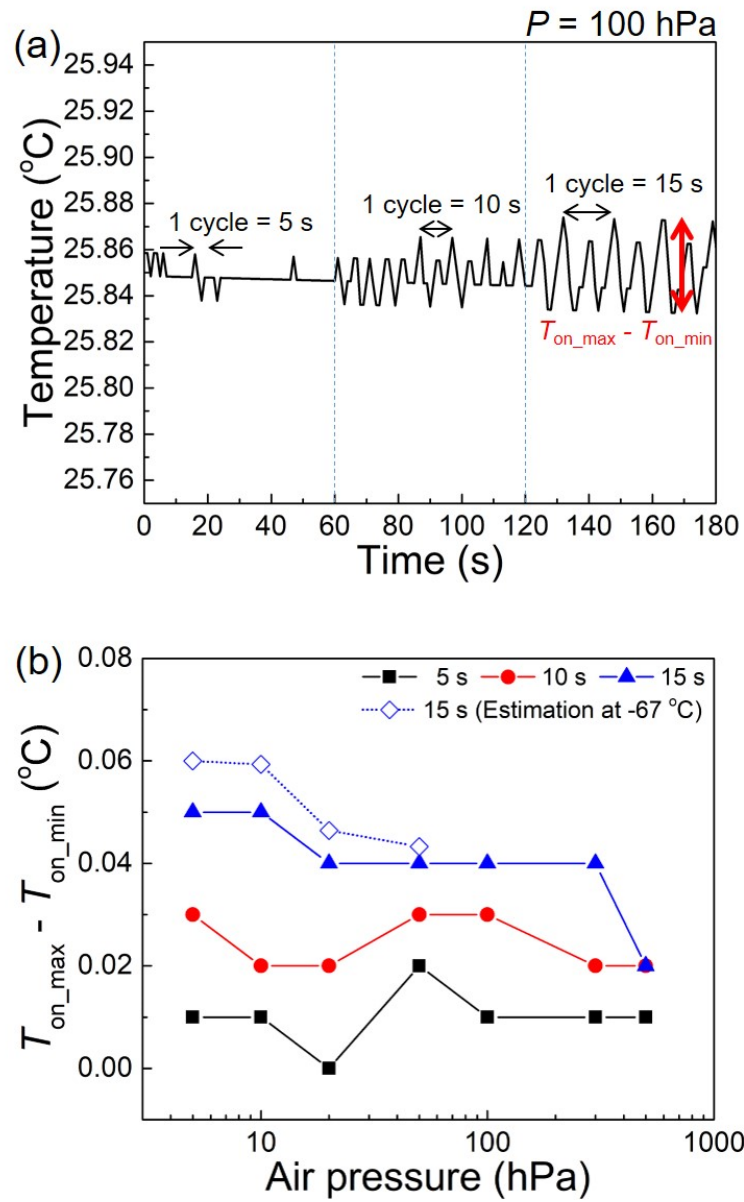 P = 100 hPa
(a)
Temperature (°C)
25.94
25.92
25.90
25.88
25.86
25.84
25.82
25.80
25.78
25.76
1 cycle = 5 s
1 cycle = 10 s
1 cycle = 15 s
Ton_max - Ton_min
0 20 40 60 80 100 120 140 160 180
Time (s)
(b)
Ton_max - Ton_min (°C)
0.08
0.06
0.04
0.02
0.00
5 s 10 s 15 s
15 s (Estimation at -67 °C)
10 100 1000
Air pressure (hPa)